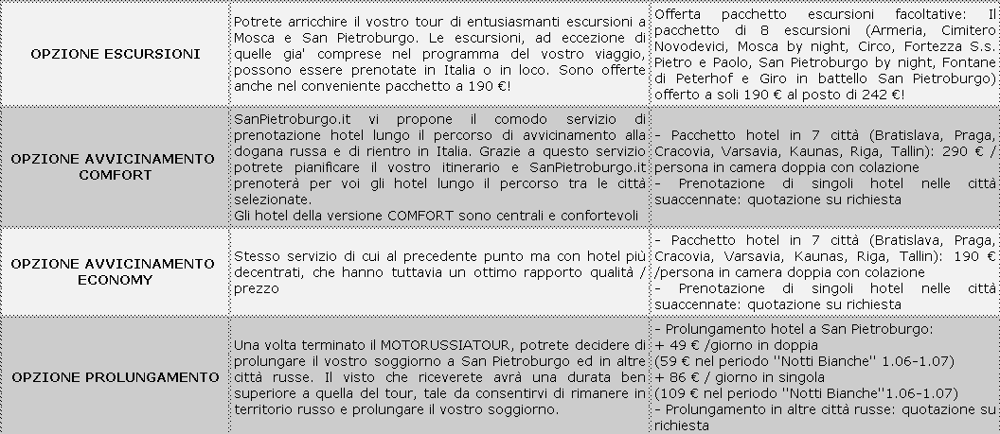 OPZIONE ESCURSIONI
Potrete arricchire il vostro tour di entusiasmanti escursioni a
Mosca e San Pietroburgo. Le escursioni, ad eccezione di
quelle gia' comprese nel programma del vostro viaggio,
possono essere prenotate in Italia o in loco. Sono offerte
anche nel conveniente pacchetto a 190 €!
Offerta pacchetto escursioni facoltative: Il
pacchetto di 8 escursioni (Armeria, Cimitero
Novodevici, Mosca by night, Circo, Fortezza S.s.
Pietro e Paolo, San Pietroburgo by night, Fontane
di Peterhof e Giro in battello San Pietroburgo)
offerto a soli 190 € al posto di 242 €!
OPZIONE AVVICINAMENTO
COMFORT
SanPietroburgo.it vi propone il comodo servizio di
prenotazione hotel lungo il percorso di avvicinamento alla
dogana russa e di rientro in Italia. Grazie a questo servizio
potrete pianificare il vostro itinerario e SanPietroburgo.it
prenoterà per voi gli hotel lungo il percorso tra le città
selezionate.
Gli hotel della versione COMFORT sono centrali e confortevoli
- Pacchetto hotel in 7 città (Bratislava, Praga,
Cracovia, Varsavia, Kaunas, Riga, Tallin): 290 € /
persona in camera doppia con colazione
- Prenotazione di singoli hotel nelle città
suaccennate: quotazione su richiesta
OPZIONE AVVICINAMENTO
ECONOMY
Stesso servizio di cui al precedente punto ma con hotel più
decentrati, che hanno tuttavia un ottimo rapporto qualità /
prezzo
- Pacchetto hotel in 7 città (Bratislava, Praga,
Cracovia, Varsavia, Kaunas, Riga, Tallin): 190 €
/persona in camera doppia con colazione
- Prenotazione di singoli hotel nelle città
suaccennate: quotazione su richiesta
OPZIONE PROLUNGAMENTO
Una volta terminato il MOTORUSSIATOUR, potrete decidere di
prolungare il vostro soggiorno a San Pietroburgo ed in altre
città russe. Il visto che riceverete avrà una durata ben
superiore a quella del tour, tale da consentirvi di rimanere in
territorio russo e prolungare il vostro soggiorno.
- Prolungamento hotel a San Pietroburgo:
+ 49 € /giorno in doppia
(59 € nel periodo "Notti Bianche" 1.06-1.07)
+ 86 € / giorno in singola
(109 € nel periodo "Notti Bianche"1.06-1.07)
- Prolungamento in altre città russe: quotazione su
richiesta